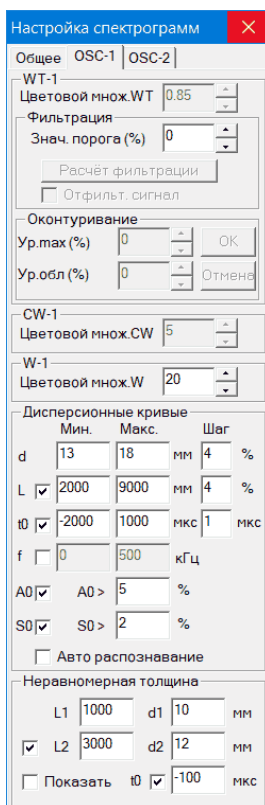 Настройка спектрограмм
Общее OSC-1 OSC-2
WT-1
Цветовой множ.WT 0.85
Фильтрация
Знач. порога (%) 0
Расчёт фильтрации
Отфильт. сигнал
Оконтуривание
Ур.max (%) 0 OK
Ур.обл (%) 0 Отмена
CW-1
Цветовой множ.CW 5
W-1
Цветовой множ.W 20
Дисперсионные кривые
Мин. Макс. Шаг
d 13 18 мм 4 %
L 2000 9000 мм 4 %
t0 -2000 1000 мкс 1 мкс
f 0 500 кГц
A0 A0 > 5 %
S0 S0 > 2 %
Авто распознавание
Неравномерная толщина
L1 1000 d1 10 мм
L2 3000 d2 12 мм
Показать t0 -100 мкс